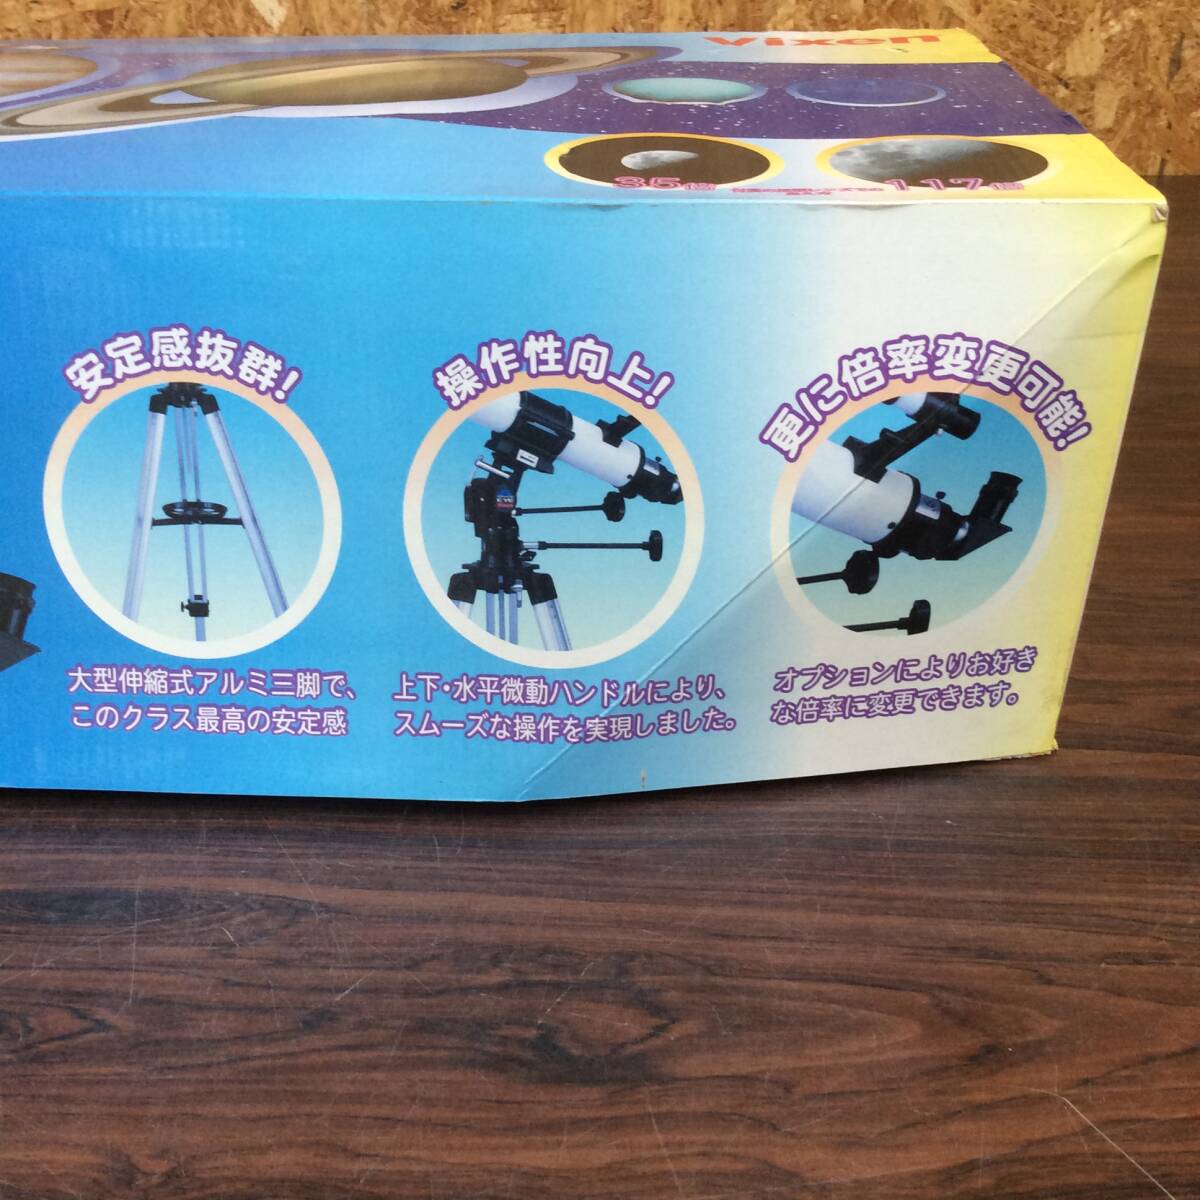 Vixen
35倍
117倍
安定感抜群!
操作性向上!
更に倍率変更可能!
大型伸縮式アルミ三脚で、
このクラス最高の安定感
上下・水平微動ハンドルにより、
スムーズな操作を実現しました。
オプションによりお好き
な倍率に変更できます。